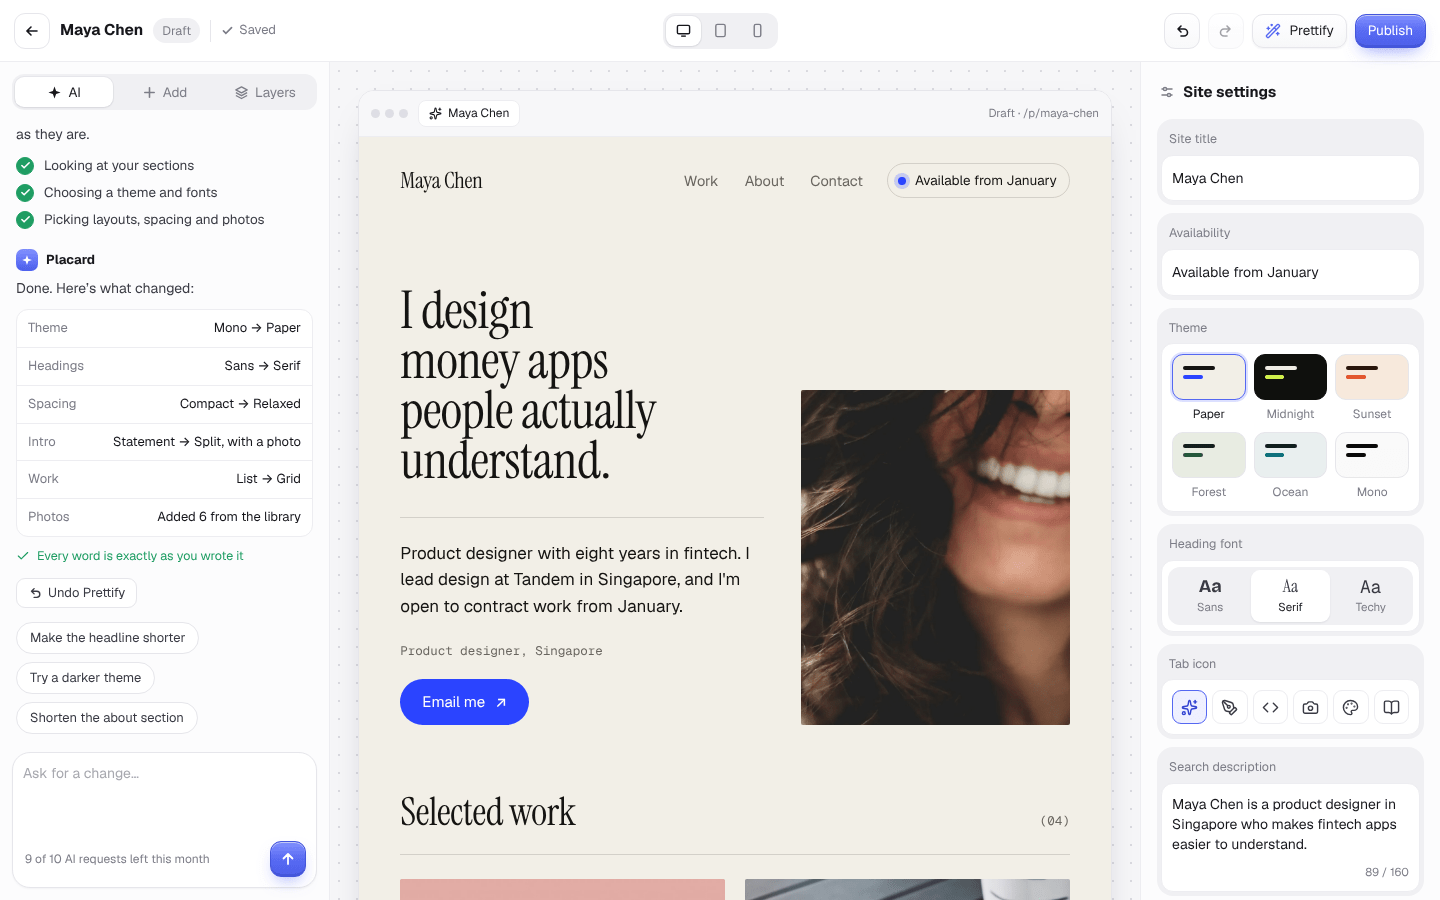 Maya Chen
Draft
Saved
Prettify
Publish
AI
Add
Layers
as they are.
Looking at your sections
Choosing a theme and fonts
Picking layouts, spacing and photos
Placard
Done. Here's what changed:
Theme Mono → Paper
Headings Sans → Serif
Spacing Compact → Relaxed
Intro Statement → Split, with a photo
Work List → Grid
Photos Added 6 from the library
Every word is exactly as you wrote it
Undo Prettify
Make the headline shorter
Try a darker theme
Shorten the about section
Ask for a change...
9 of 10 AI requests left this month
Maya Chen
Draft · /p/maya-chen
Maya Chen
Work
About
Contact
Available from January
I design
money apps
people actually
understand.
Product designer with eight years in fintech. I
lead design at Tandem in Singapore, and I'm
open to contract work from January.
Product designer, Singapore
Email me
Selected work
(04)
Site settings
Site title
Maya Chen
Availability
Available from January
Theme
Paper
Midnight
Sunset
Forest
Ocean
Mono
Heading font
Aa Aa Aa
Sans Serif Techy
Tab icon
Search description
Maya Chen is a product designer in
Singapore who makes fintech apps
easier to understand.
89 / 160